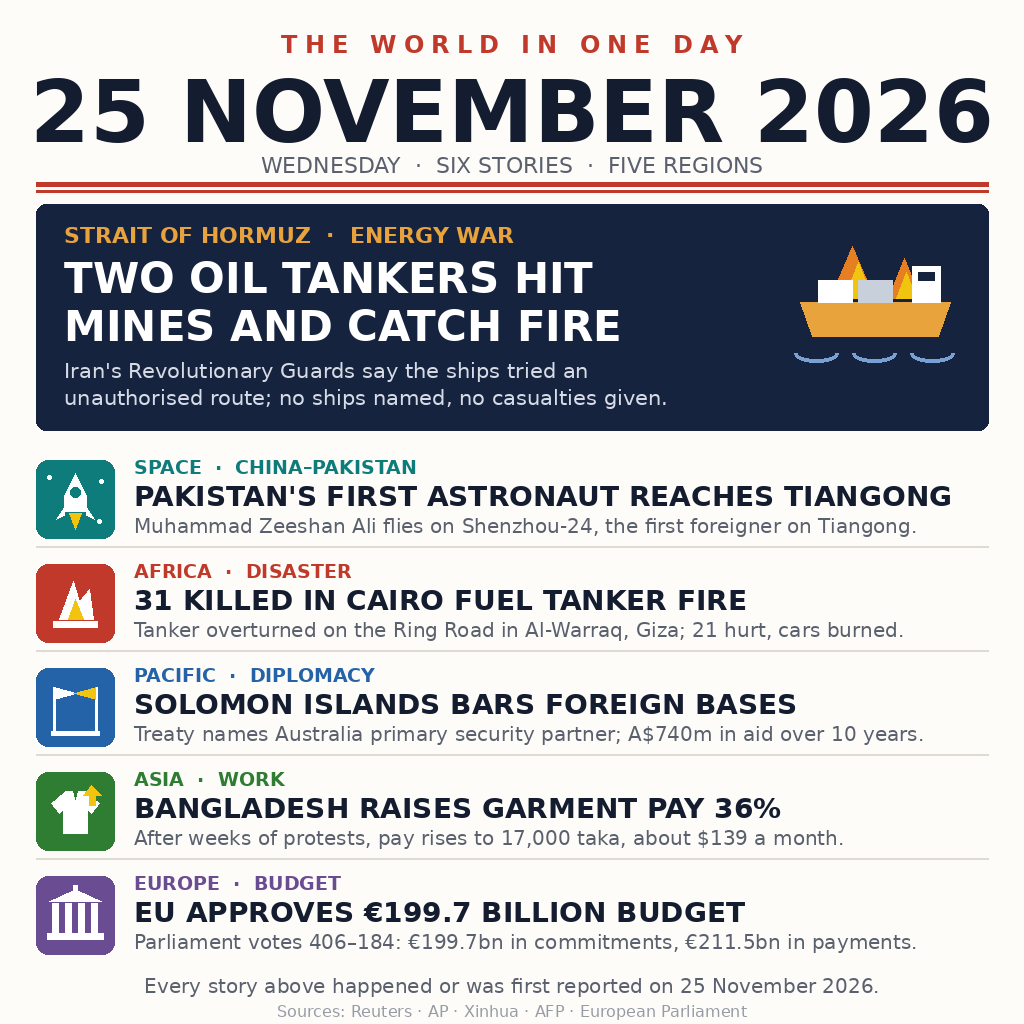 THE WORLD IN ONE DAY
25 NOVEMBER 2026
WEDNESDAY · SIX STORIES · FIVE REGIONS
STRAIT OF HORMUZ · ENERGY WAR
TWO OIL TANKERS HIT
MINES AND CATCH FIRE
Iran's Revolutionary Guards say the ships tried an
unauthorised route; no ships named, no casualties given.
SPACE · CHINA–PAKISTAN
PAKISTAN'S FIRST ASTRONAUT REACHES TIANGONG
Muhammad Zeeshan Ali flies on Shenzhou-24, the first foreigner on Tiangong.
AFRICA · DISASTER
31 KILLED IN CAIRO FUEL TANKER FIRE
Tanker overturned on the Ring Road in Al-Warraq, Giza; 21 hurt, cars burned.
PACIFIC · DIPLOMACY
SOLOMON ISLANDS BARS FOREIGN BASES
Treaty names Australia primary security partner; A$740m in aid over 10 years.
ASIA · WORK
BANGLADESH RAISES GARMENT PAY 36%
After weeks of protests, pay rises to 17,000 taka, about $139 a month.
EUROPE · BUDGET
EU APPROVES €199.7 BILLION BUDGET
Parliament votes 406–184: €199.7bn in commitments, €211.5bn in payments.
Every story above happened or was first reported on 25 November 2026.
Sources: Reuters · AP · Xinhua · AFP · European Parliament